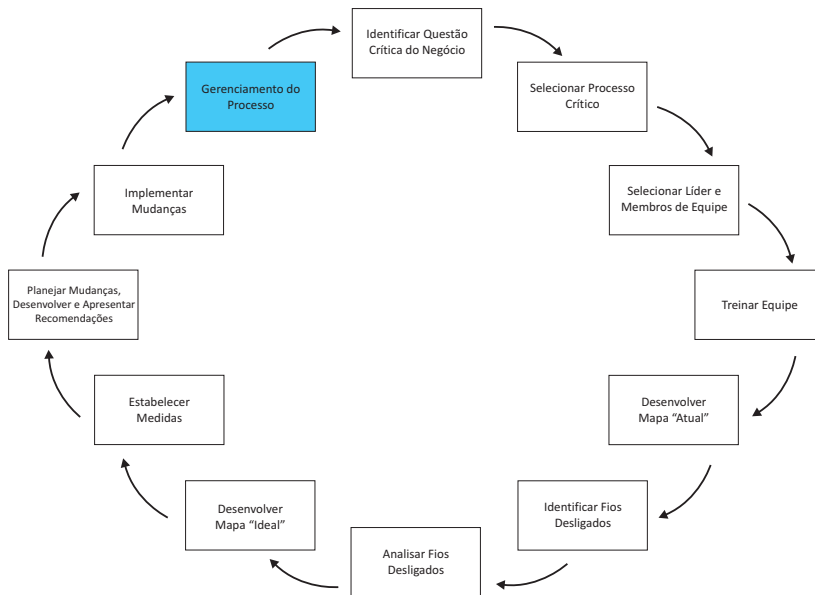 Identificar Questão
Crítica do Negócio
Gerenciamento do
Processo
Selecionar Processo
Crítico
Implementar
Mudanças
Selecionar Líder e
Membros de Equipe
Planejar Mudanças,
Desenvolver e Apresentar
Recomendações
Treinar Equipe
Estabelecer
Medidas
Desenvolver
Mapa “Atual”
Desenvolver
Mapa “Ideal”
Identificar Fios
Desligados
Analisar Fios
Desligados